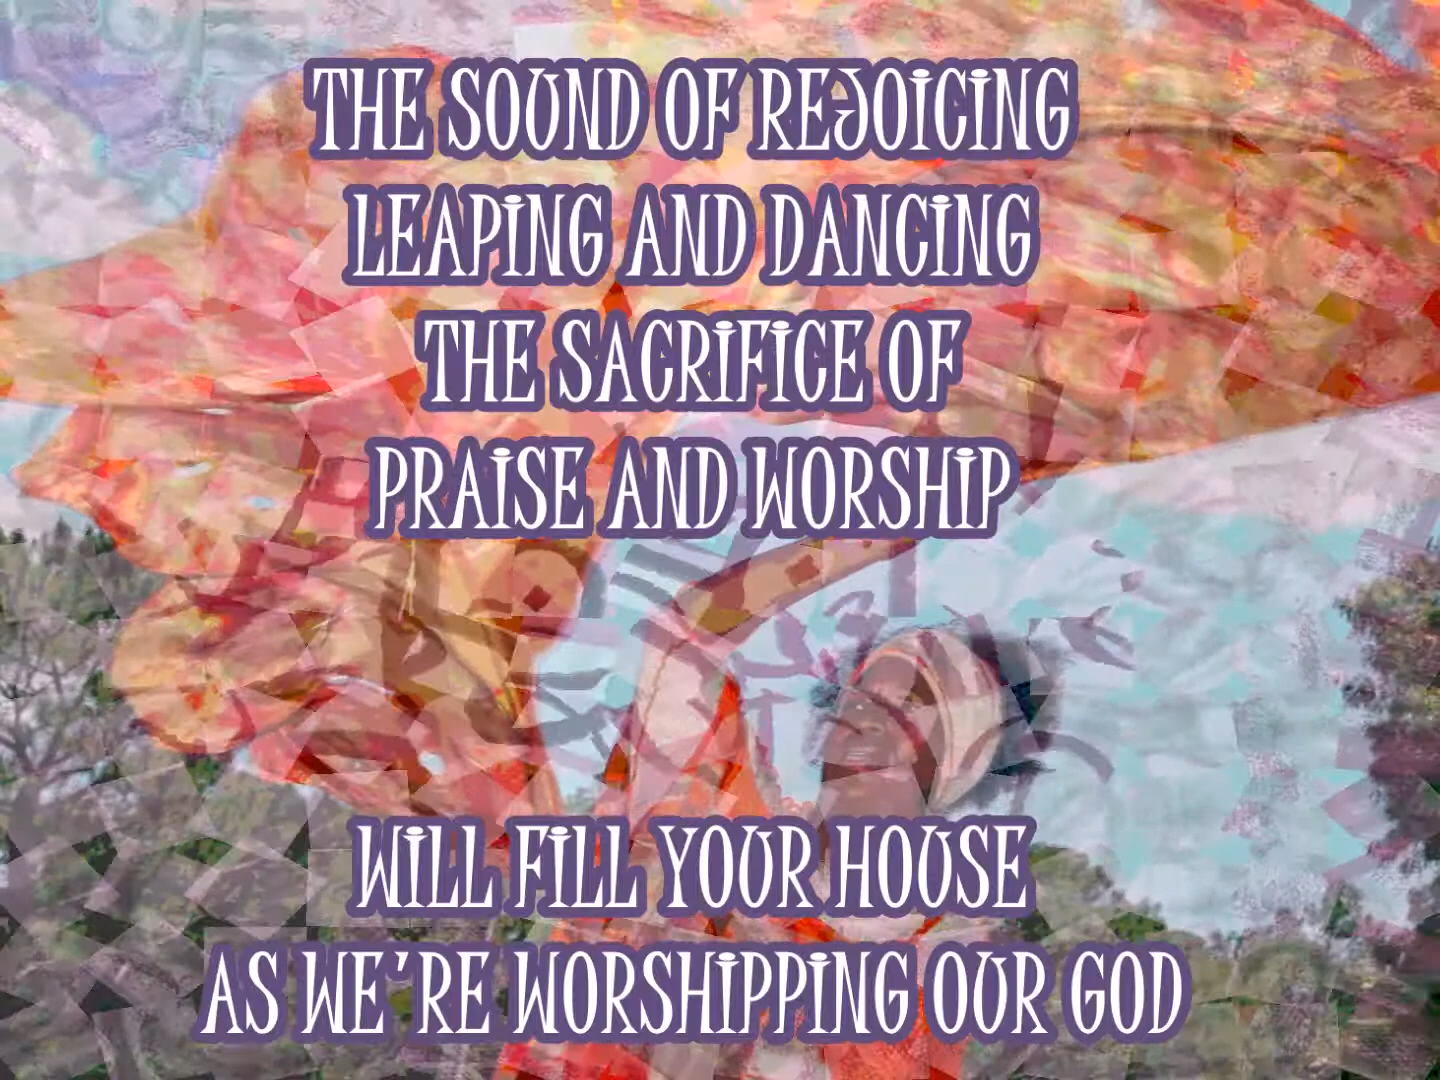 THE SOUND OF REJOICING
LEAPING AND DANCING
THE SACRIFICE OF
PRAISE AND WORSHIP
WILL FILL YOUR HOUSE
AS WE'RE WORSHIPPING OUR GOD